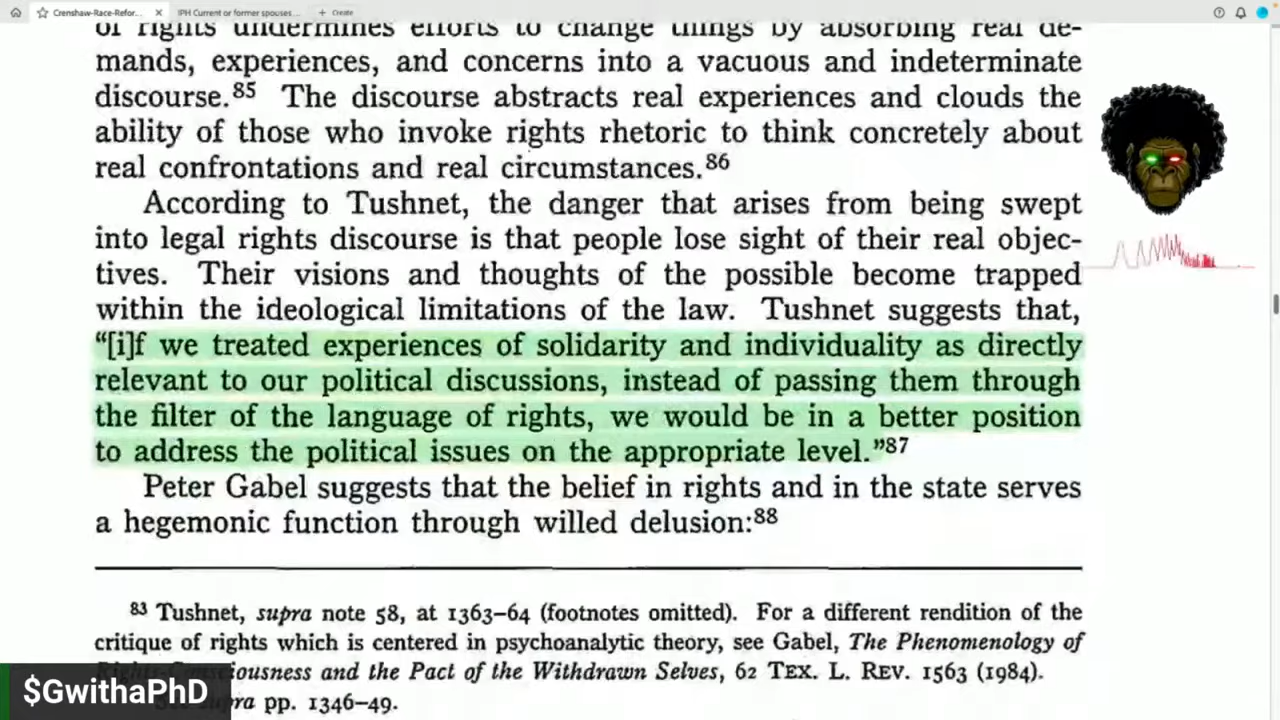 Crenshaw-Race-Refor...
IPH Current or former spouses...
+ Create
of rights undermines efforts to change things by absorbing real de-
mands, experiences, and concerns into a vacuous and indeterminate
discourse.85 The discourse abstracts real experiences and clouds the
ability of those who invoke rights rhetoric to think concretely about
real confrontations and real circumstances.86
According to Tushnet, the danger that arises from being swept
into legal rights discourse is that people lose sight of their real objec-
tives. Their visions and thoughts of the possible become trapped
within the ideological limitations of the law. Tushnet suggests that,
“[i]f we treated experiences of solidarity and individuality as directly
relevant to our political discussions, instead of passing them through
the filter of the language of rights, we would be in a better position
to address the political issues on the appropriate level.”87
Peter Gabel suggests that the belief in rights and in the state serves
a hegemonic function through willed delusion:88
83 Tushnet, supra note 58, at 1363–64 (footnotes omitted). For a different rendition of the
critique of rights which is centered in psychoanalytic theory, see Gabel, The Phenomenology of
and the Pact of the Withdrawn Selves, 62 TEX. L. REV. 1563 (1984).
pp. 1346–49.
$GwithaPhD